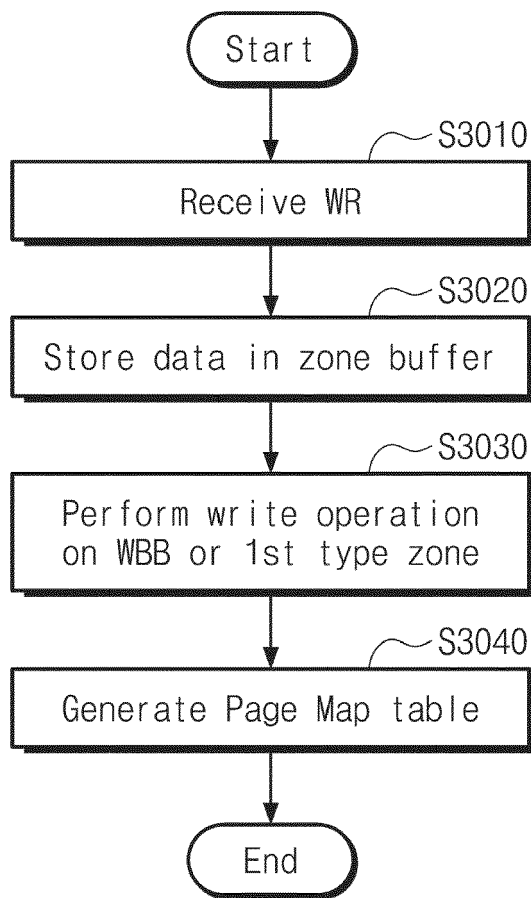 Start
S3010
Receive WR
S3020
Store data in zone buffer
S3030
Perform write operation
on WBB or 1st type zone
S3040
Generate Page Map table
End